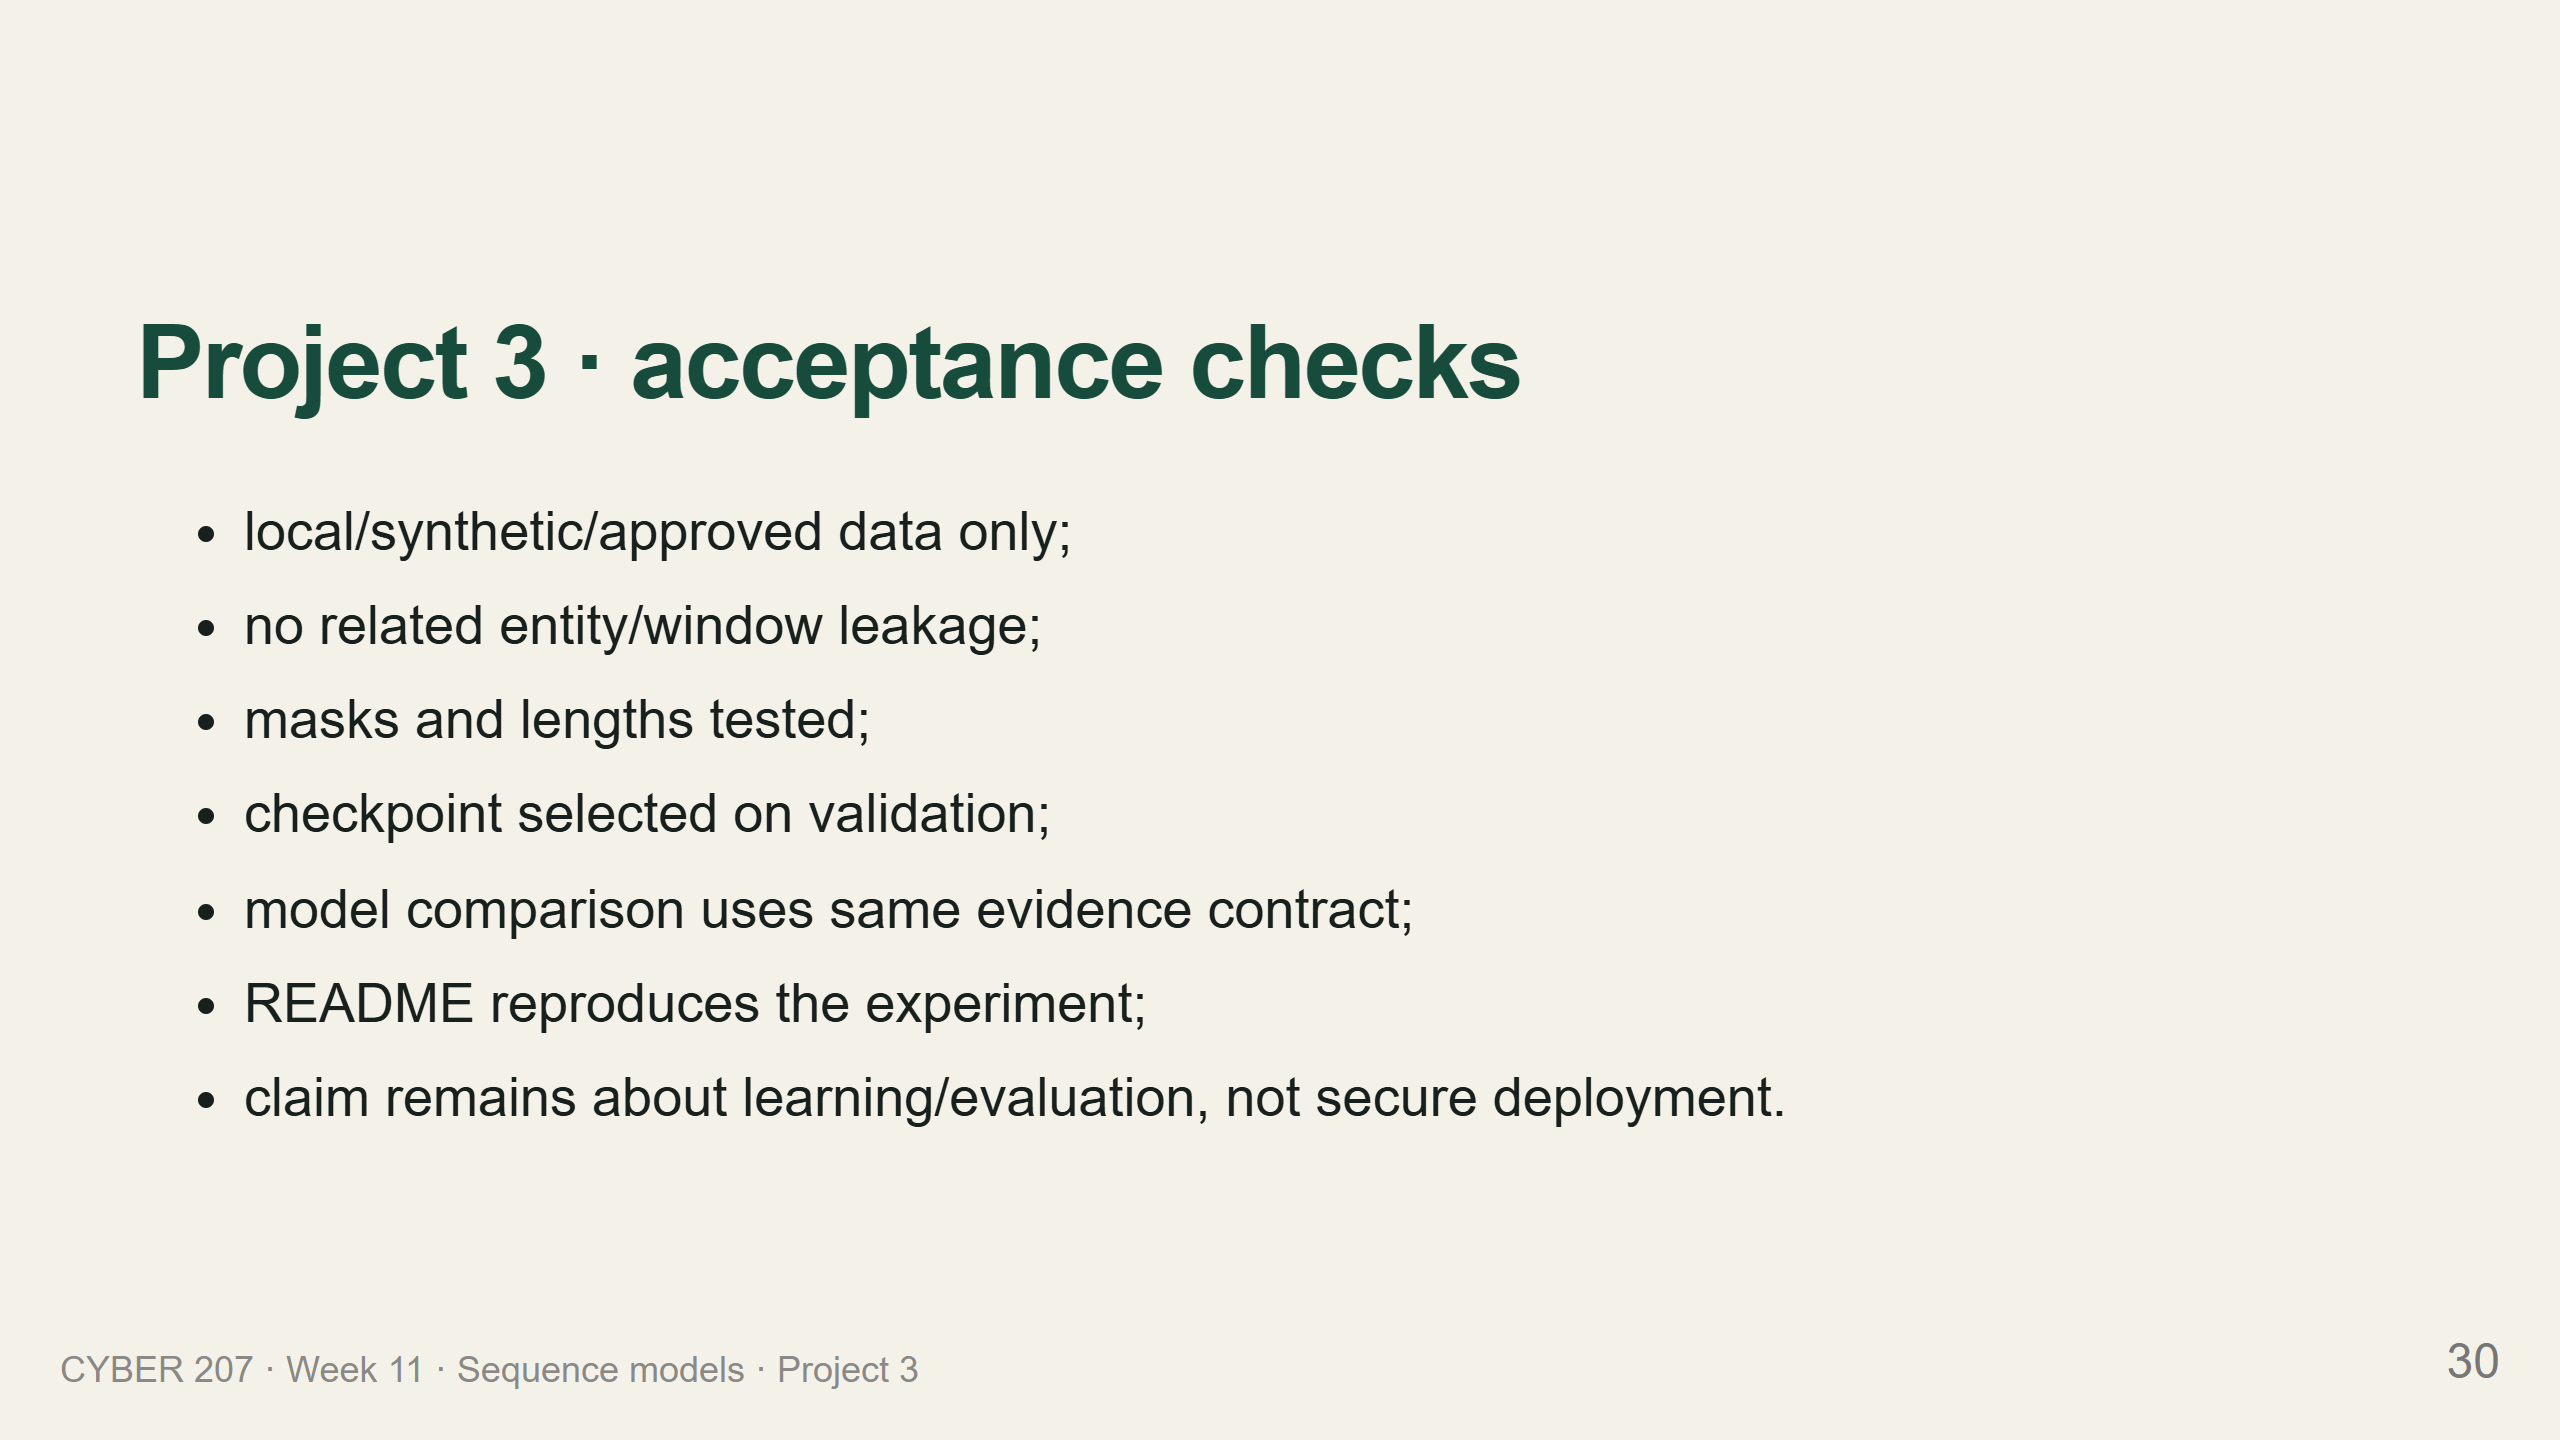 Project 3 · acceptance checks
• local/synthetic/approved data only;
• no related entity/window leakage;
• masks and lengths tested;
• checkpoint selected on validation;
• model comparison uses same evidence contract;
• README reproduces the experiment;
• claim remains about learning/evaluation, not secure deployment.
CYBER 207 · Week 11 · Sequence models · Project 3
30